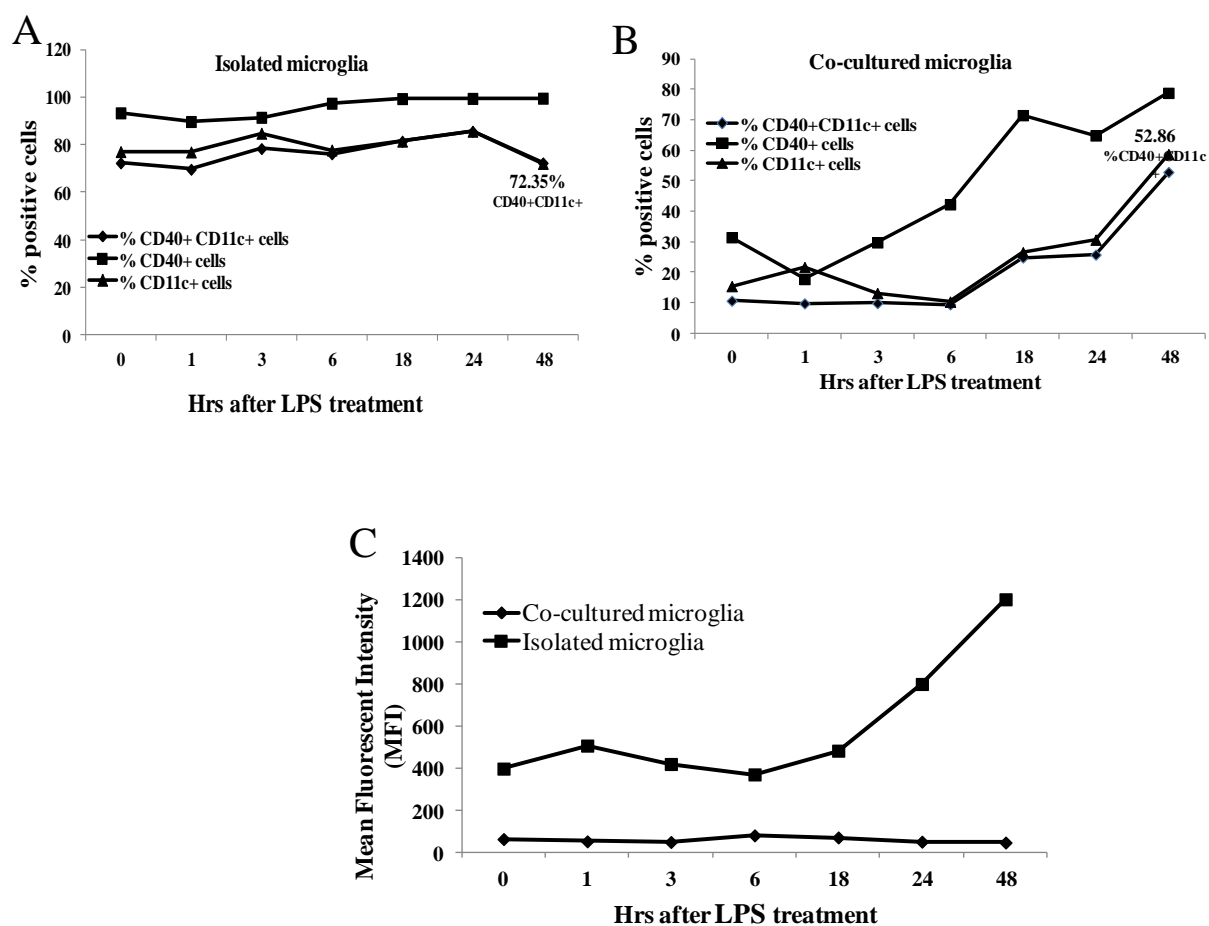 A
Isolated microglia
120
100
80
60
40
20
0
% positive cells
72.35%
CD40+CD11c+
% CD40+ CD11c+ cells
% CD40+ cells
% CD11c+ cells
0 1 3 6 18 24 48
Hrs after LPS treatment
B
Co-cultured microglia
90
80
70
60
50
40
30
20
10
0
% positive cells
% CD40+CD11c+ cells
% CD40+ cells
% CD11c+ cells
52.86
%CD40+CD11c
+
0 1 3 6 18 24 48
Hrs after LPS treatment
C
1400
1200
1000
800
600
400
200
0
Mean Fluorescent Intensity
(MFI)
Co-cultured microglia
Isolated microglia
0 1 3 6 18 24 48
Hrs after LPS treatment